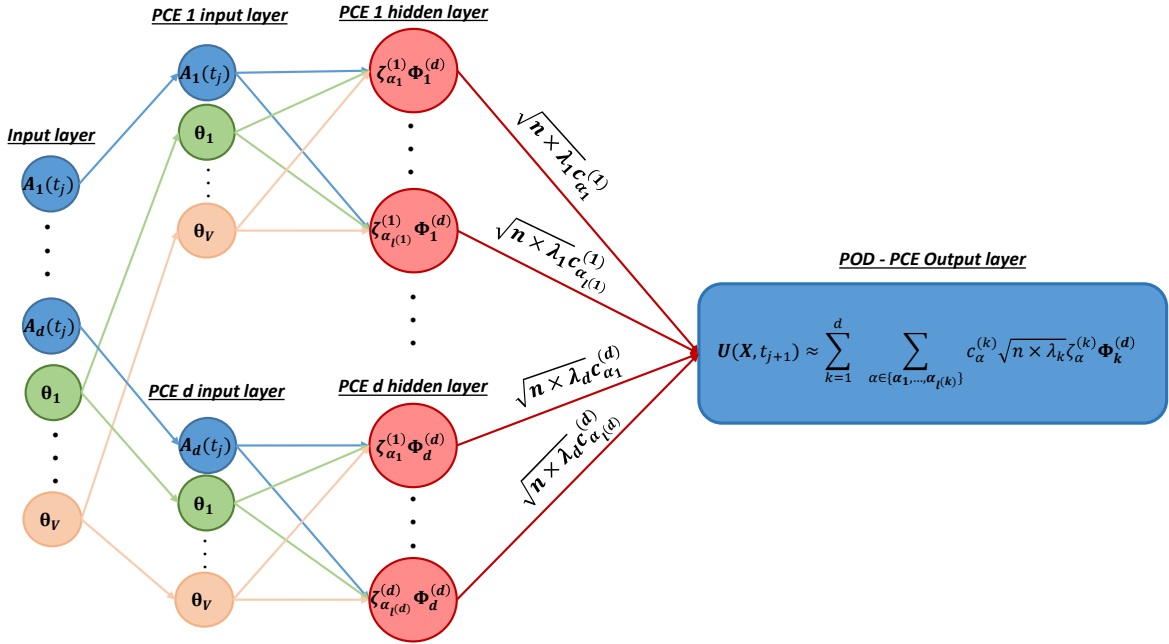 PCE 1 input layer
PCE 1 hidden layer
A₁(tⱼ)
ζ_{α₁}^{(1)}Φ₁^{(d)}
θ₁
Input layer
A₁(tⱼ)
θ_V
ζ_{α_{l(1)}}^{(1)}Φ₁^{(d)}
√(n × λ₁)c_{α₁}^{(1)}
√(n × λ₁)c_{α_{l(1)}}^{(1)}
POD - PCE Output layer
U(X, t_{j+1}) ≈ ∑_{k=1}^{d} ∑_{α∈{α₁,…,α_{l(k)}}} c_α^{(k)}√(n × λ_k)ζ_α^{(k)}Φ_k^{(d)}
A_d(tⱼ)
θ₁
θ_V
PCE d input layer
PCE d hidden layer
A_d(tⱼ)
ζ_{α₁}^{(1)}Φ_d^{(d)}
θ₁
θ_V
ζ_{α_{l(d)}}^{(d)}Φ_d^{(d)}
√(n × λ_d)c_{α₁}^{(d)}
√(n × λ_d)c_{α_{l(d)}}^{(d)}